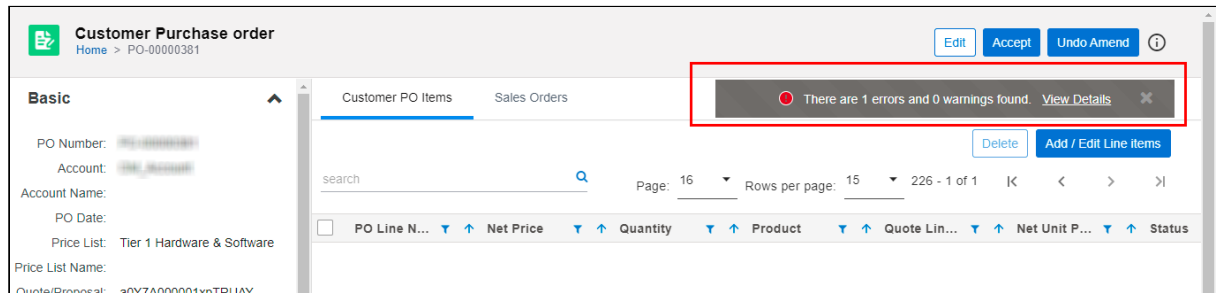 Customer Purchase order
Home > PO-00000381
Edit
Accept
Undo Amend
Basic
Customer PO Items
Sales Orders
There are 1 errors and 0 warnings found. View Details
Delete
Add / Edit Line items
PO Number:
Account:
Account Name:
PO Date:
Price List: Tier 1 Hardware & Software
Price List Name:
search
Page: 16
Rows per page: 15
226 - 1 of 1
PO Line N...
Net Price
Quantity
Product
Quote Lin...
Net Unit P...
Status